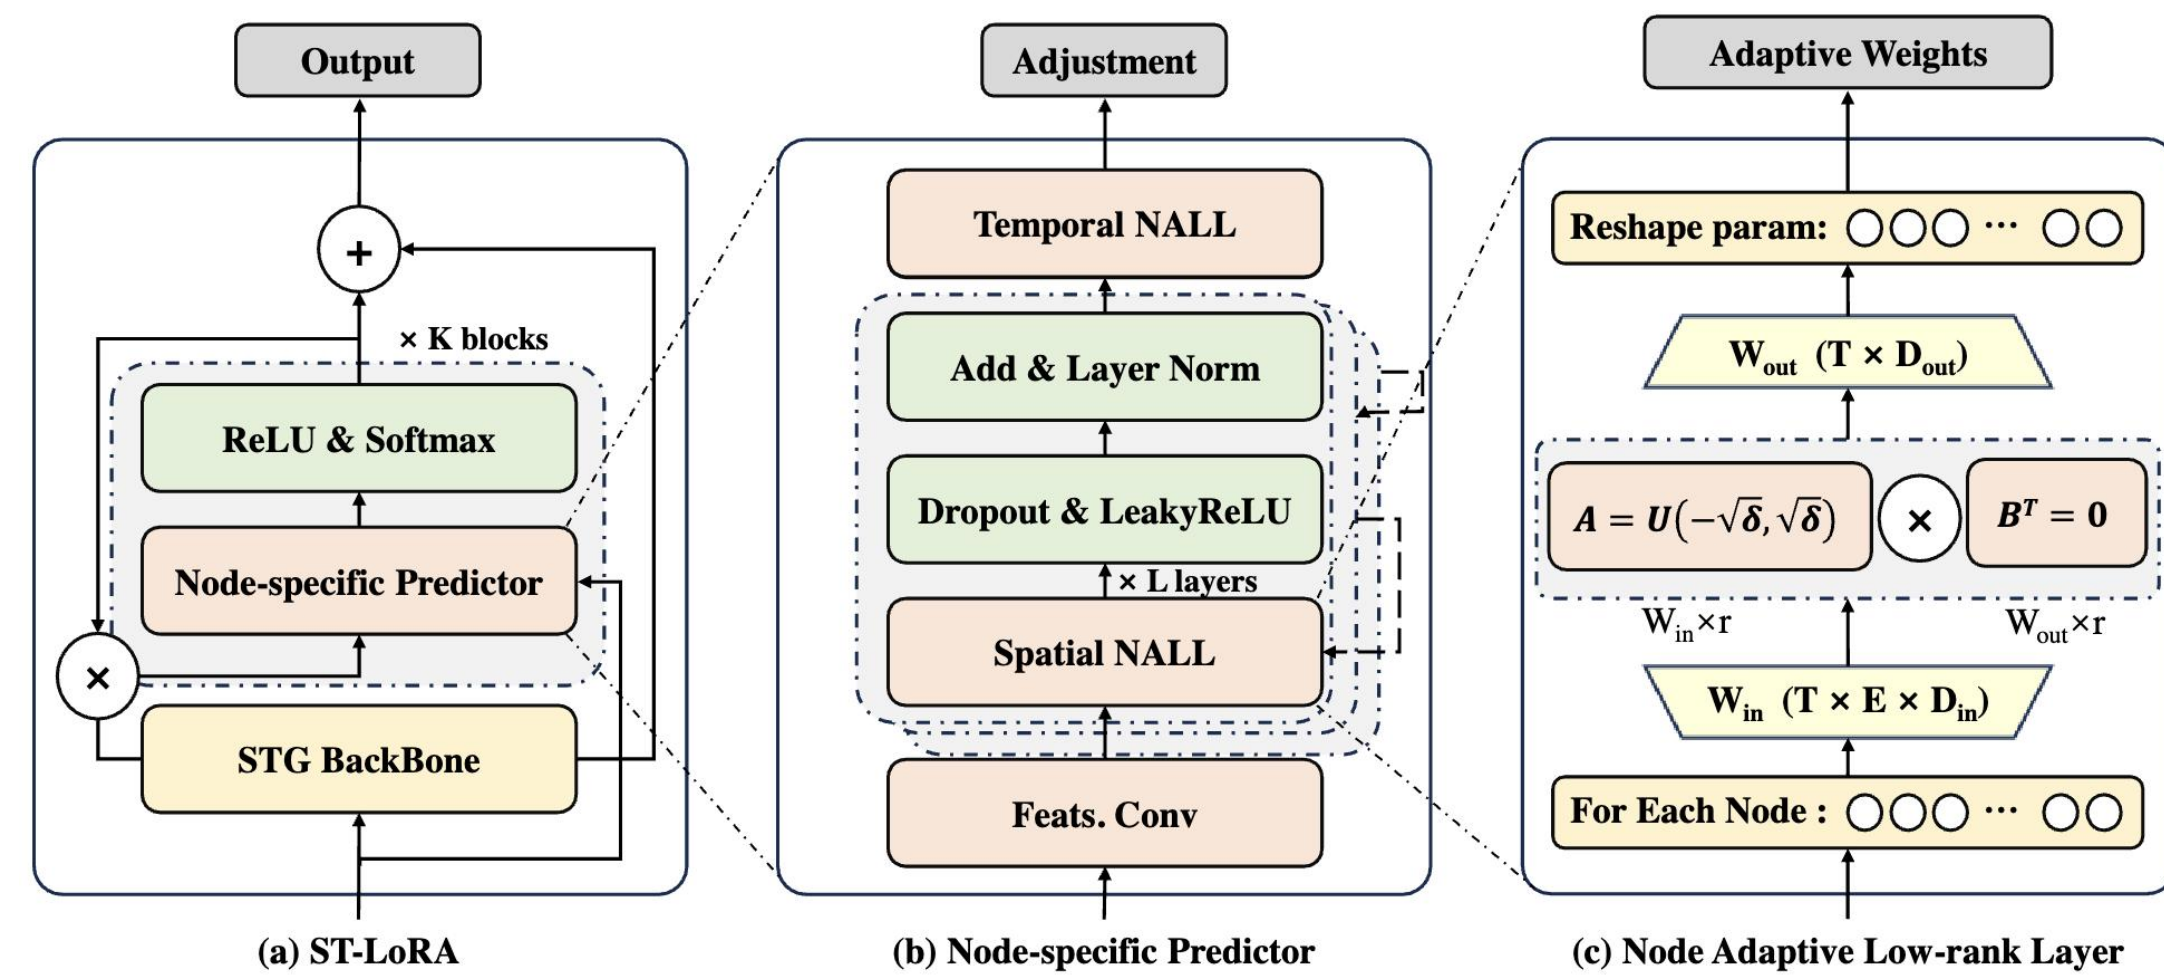 Output
+
× K blocks
ReLU & Softmax
Node-specific Predictor
×
STG BackBone
(a) ST-LoRA
Adjustment
Temporal NALL
Add & Layer Norm
Dropout & LeakyReLU
× L layers
Spatial NALL
Feats. Conv
(b) Node-specific Predictor
Adaptive Weights
Reshape param: ···
W_out (T × D_out)
A = U(−√δ, √δ) × B^T = 0
W_in×r W_out×r
W_in (T × E × D_in)
For Each Node : ···
(c) Node Adaptive Low-rank Layer